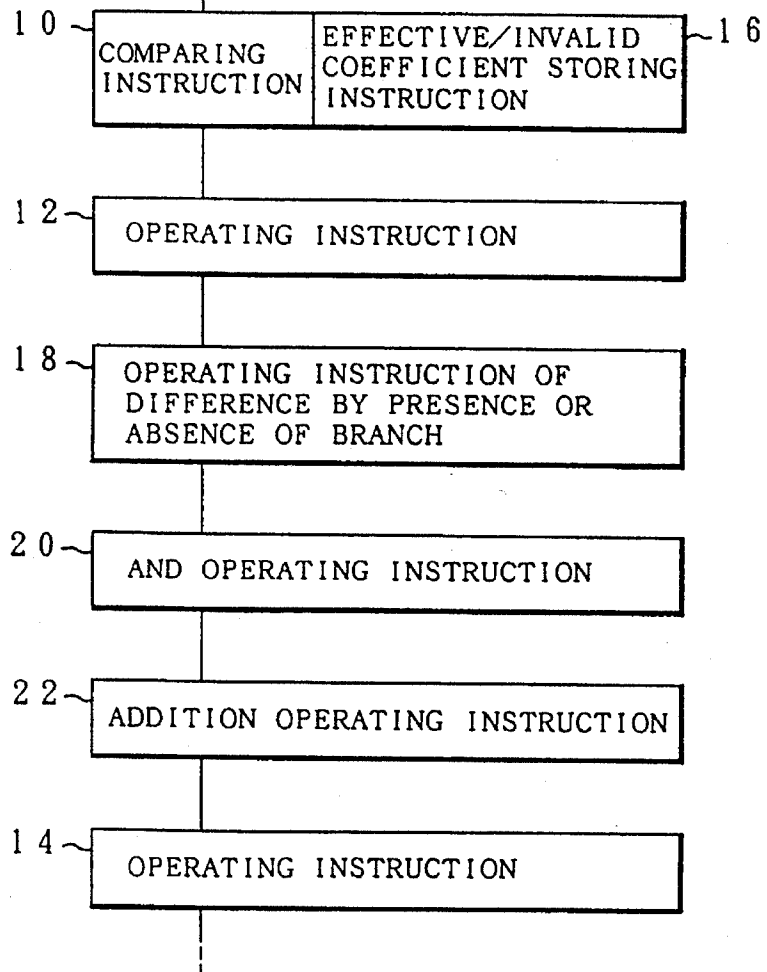 10
COMPARING
INSTRUCTION
EFFECTIVE/INVALID
COEFFICIENT STORING
INSTRUCTION
16
12
OPERATING INSTRUCTION
18
OPERATING INSTRUCTION OF
DIFFERENCE BY PRESENCE OR
ABSENCE OF BRANCH
20
AND OPERATING INSTRUCTION
22
ADDITION OPERATING INSTRUCTION
14
OPERATING INSTRUCTION